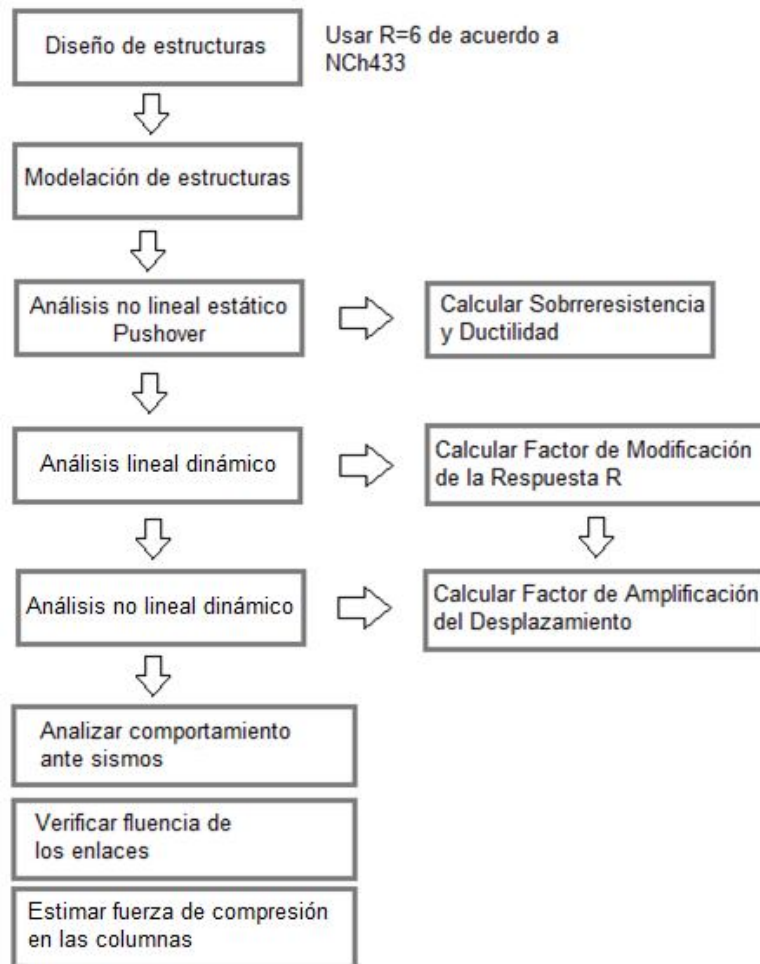 Diseño de estructuras
Usar R=6 de acuerdo a
NCh433
Modelación de estructuras
Análisis no lineal estático
Pushover
Calcular Sobrreresistencia
y Ductilidad
Análisis lineal dinámico
Calcular Factor de Modificación
de la Respuesta R
Análisis no lineal dinámico
Calcular Factor de Amplificación
del Desplazamiento
Analizar comportamiento
ante sismos
Verificar fluencia de
los enlaces
Estimar fuerza de compresión
en las columnas